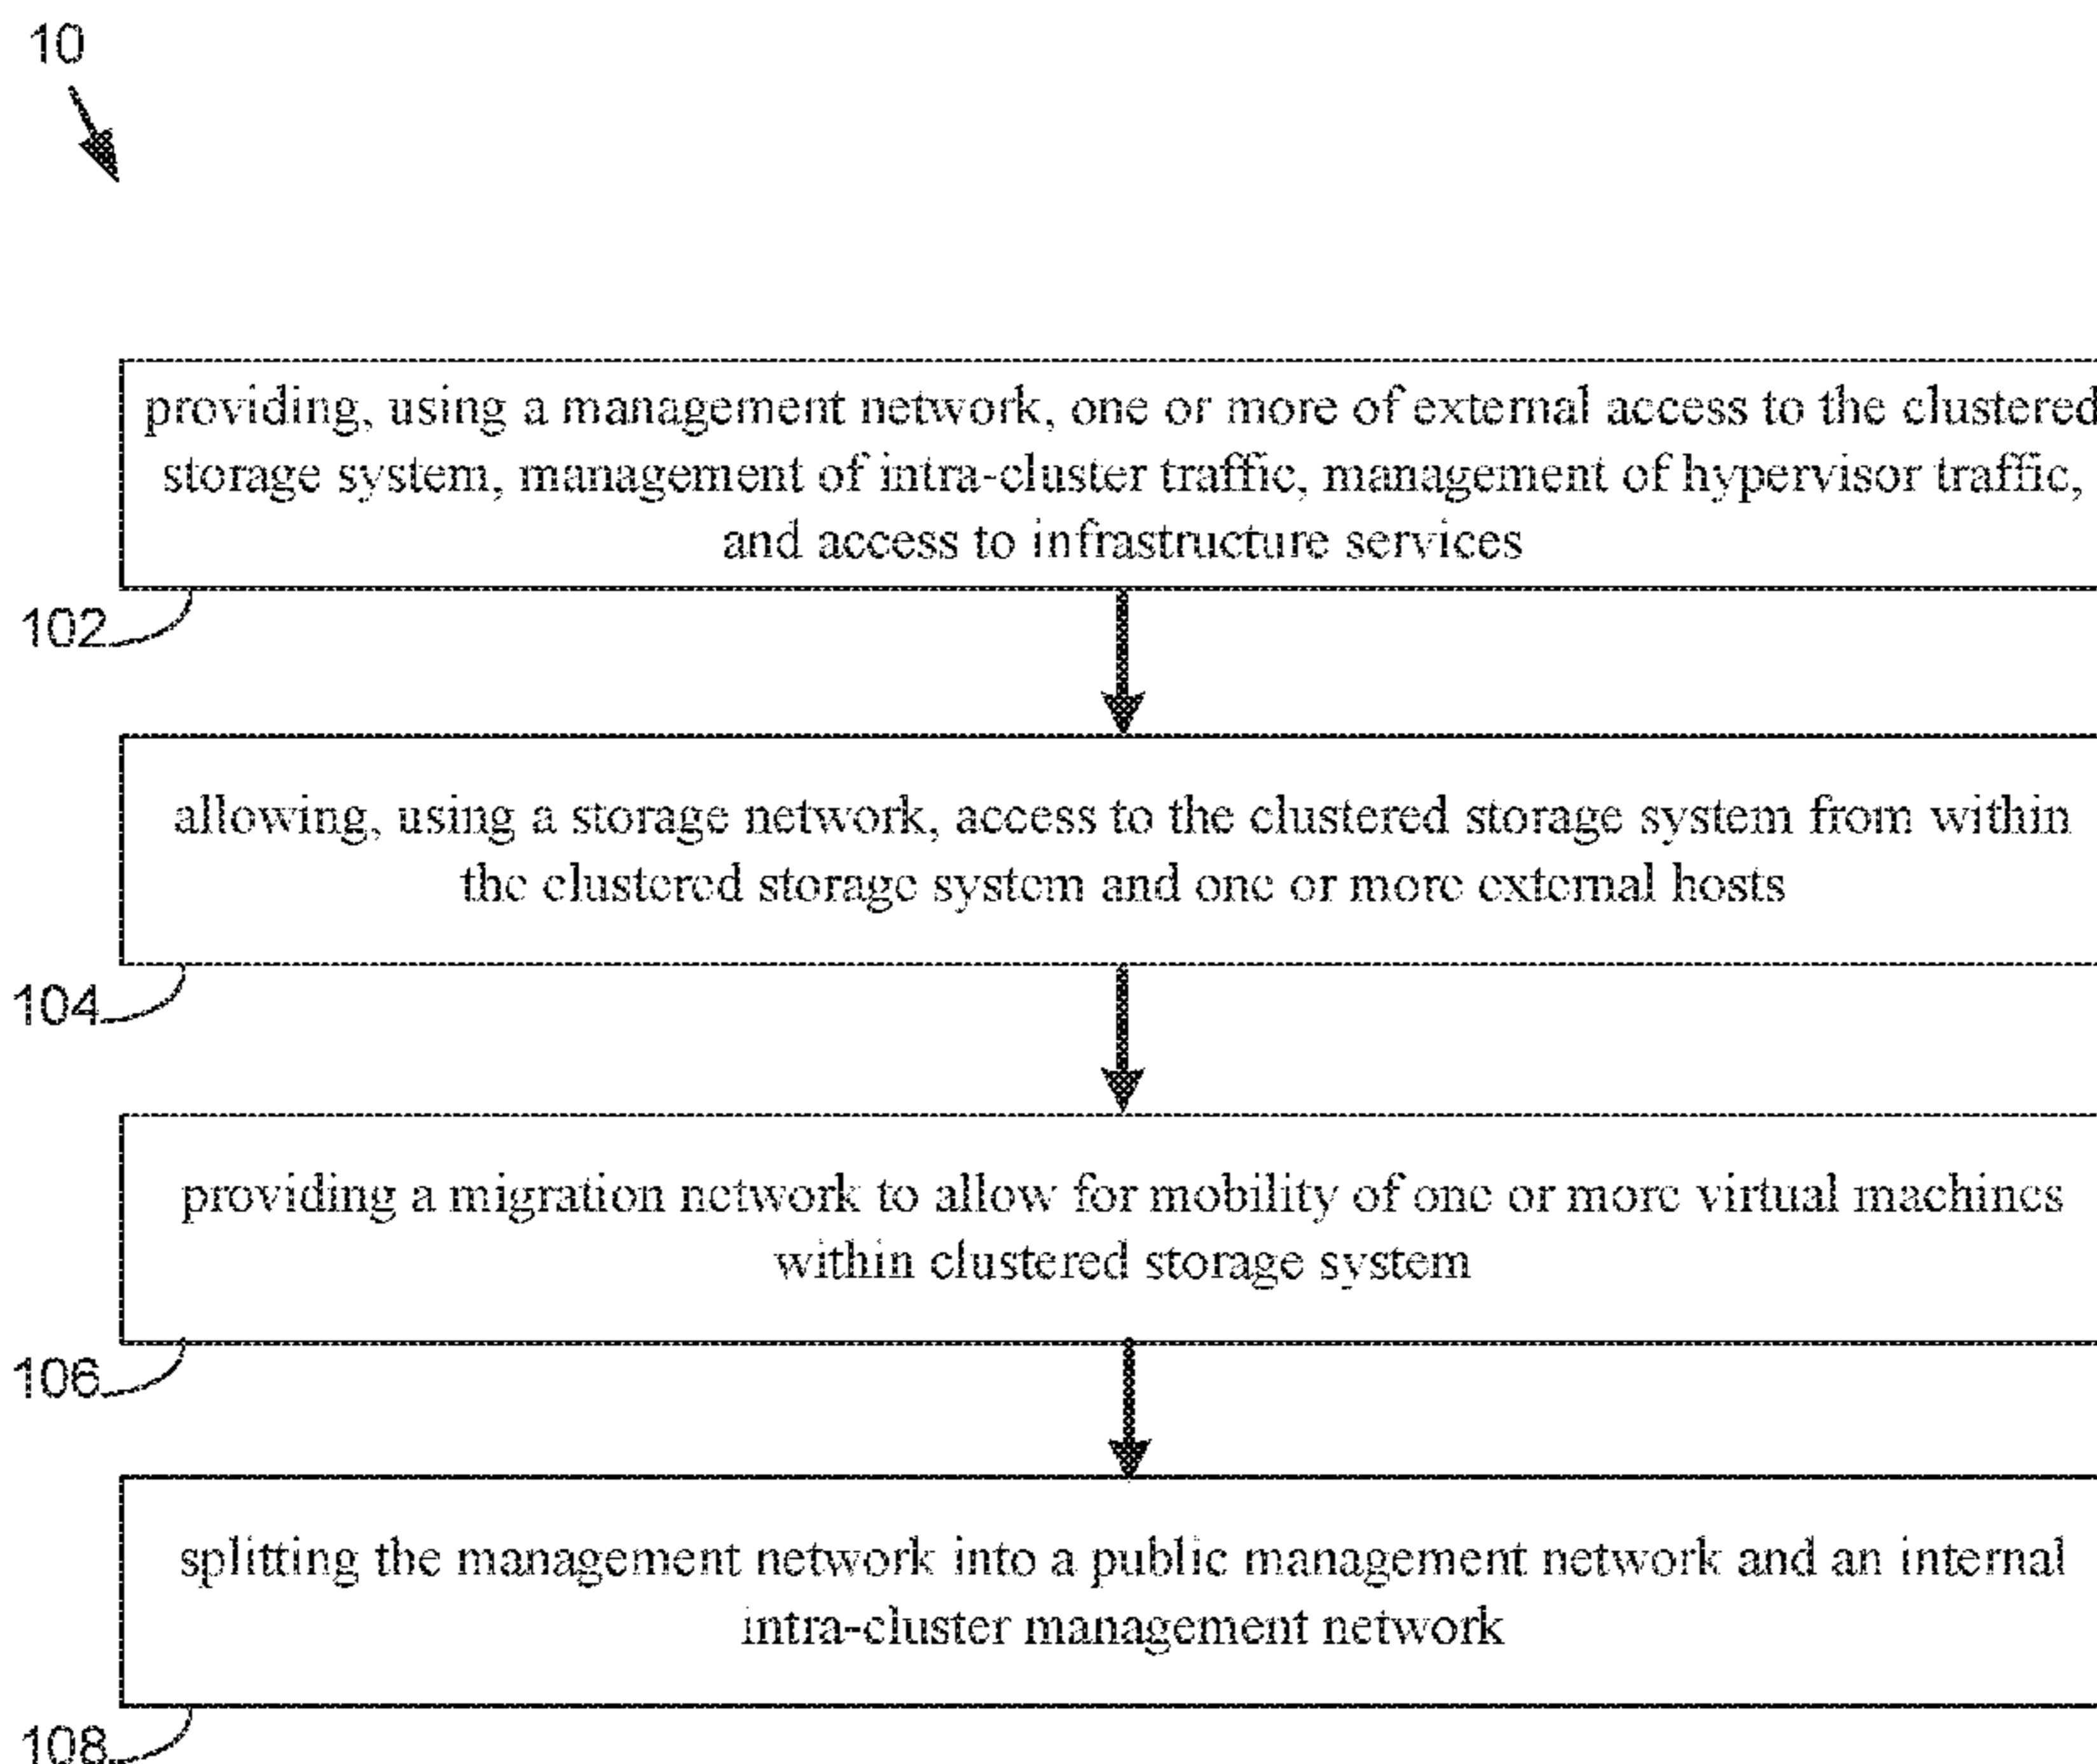 10
providing, using a management network, one or more of external access to the clustered
storage system, management of intra-cluster traffic, management of hypervisor traffic,
and access to infrastructure services
102
allowing, using a storage network, access to the clustered storage system from within
the clustered storage system and one or more external hosts
104
providing a migration network to allow for mobility of one or more virtual machines
within clustered storage system
106
splitting the management network into a public management network and an internal
intra-cluster management network
108